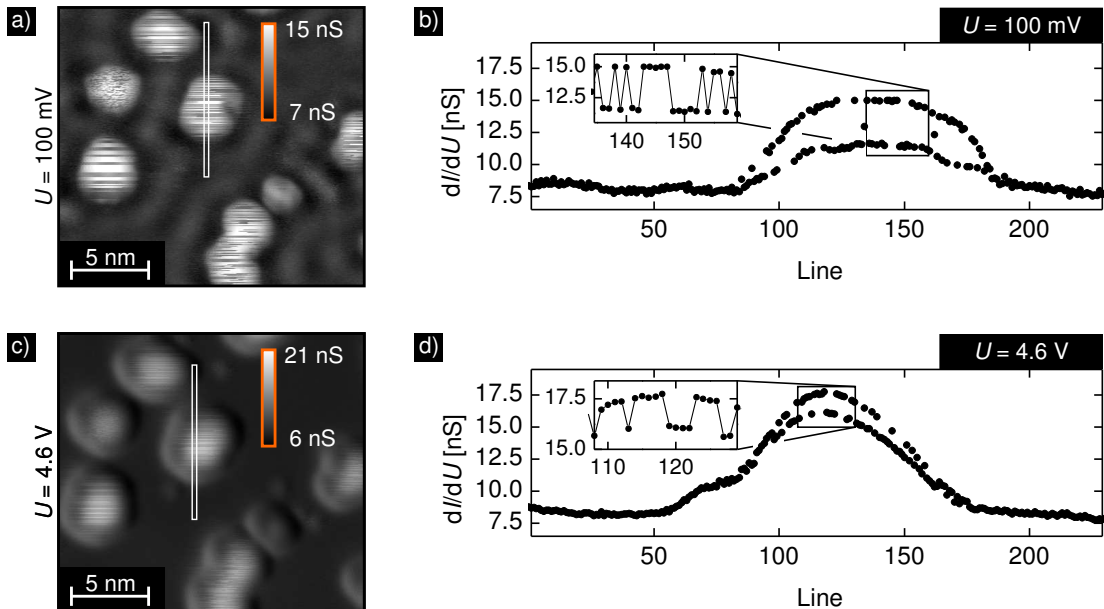 a)
U = 100 mV
15 nS
7 nS
5 nm
b)
U = 100 mV
dI/dU [nS]
17.5
15.0
12.5
10.0
7.5
15.0
12.5
140
150
50
100
150
200
Line
c)
U = 4.6 V
21 nS
6 nS
5 nm
d)
U = 4.6 V
dI/dU [nS]
17.5
15.0
12.5
10.0
7.5
17.5
15.0
110
120
50
100
150
200
Line